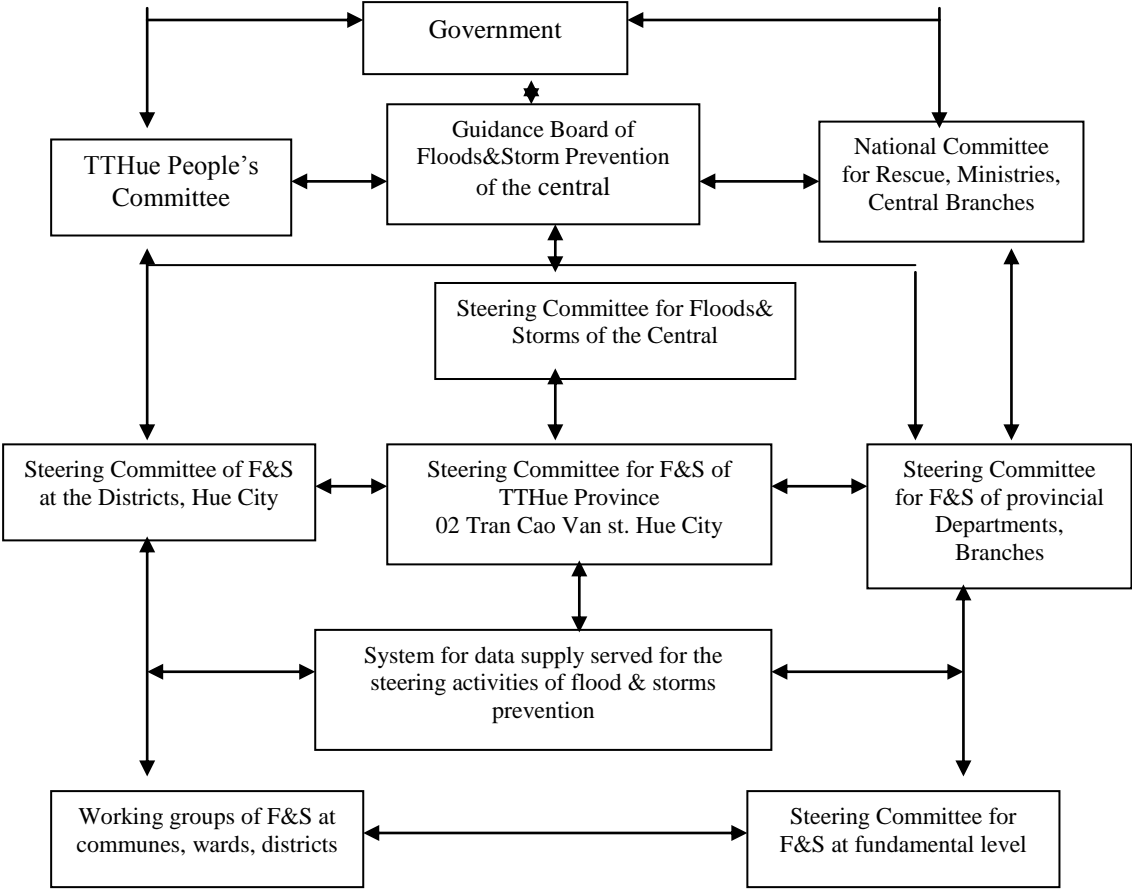 Government
Guidance Board of
Floods&Storm Prevention
of the central
TTHue People’s
Committee
National Committee
for Rescue, Ministries,
Central Branches
Steering Committee for Floods&
Storms of the Central
Steering Committee of F&S
at the Districts, Hue City
Steering Committee for F&S of
TTHue Province
02 Tran Cao Van st. Hue City
Steering Committee
for F&S of provincial
Departments,
Branches
System for data supply served for the
steering activities of flood & storms
prevention
Working groups of F&S at
communes, wards, districts
Steering Committee for
F&S at fundamental level